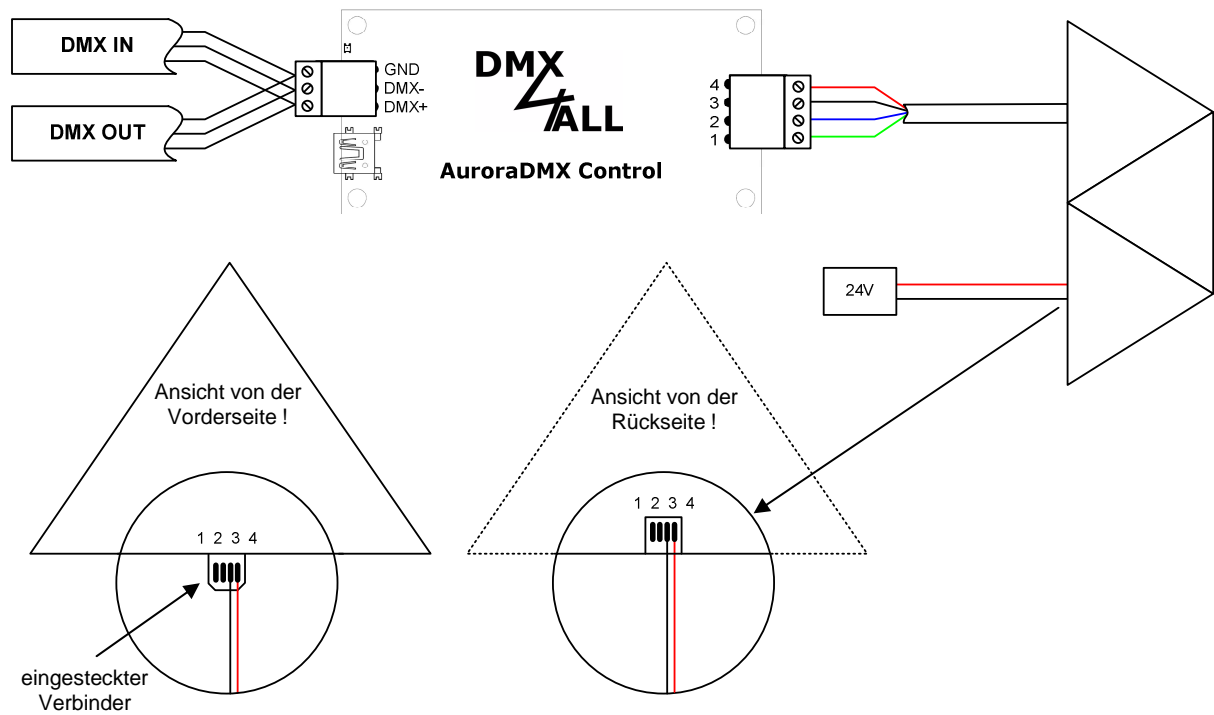 DMX IN
DMX OUT
GND
DMX-
DMX+
DMX
4
ALL
AuroraDMX Control
4
3
2
1
24V
Ansicht von der
Vorderseite !
1 2 3 4
eingesteckter
Verbinder
Ansicht von der
Rückseite !
1 2 3 4